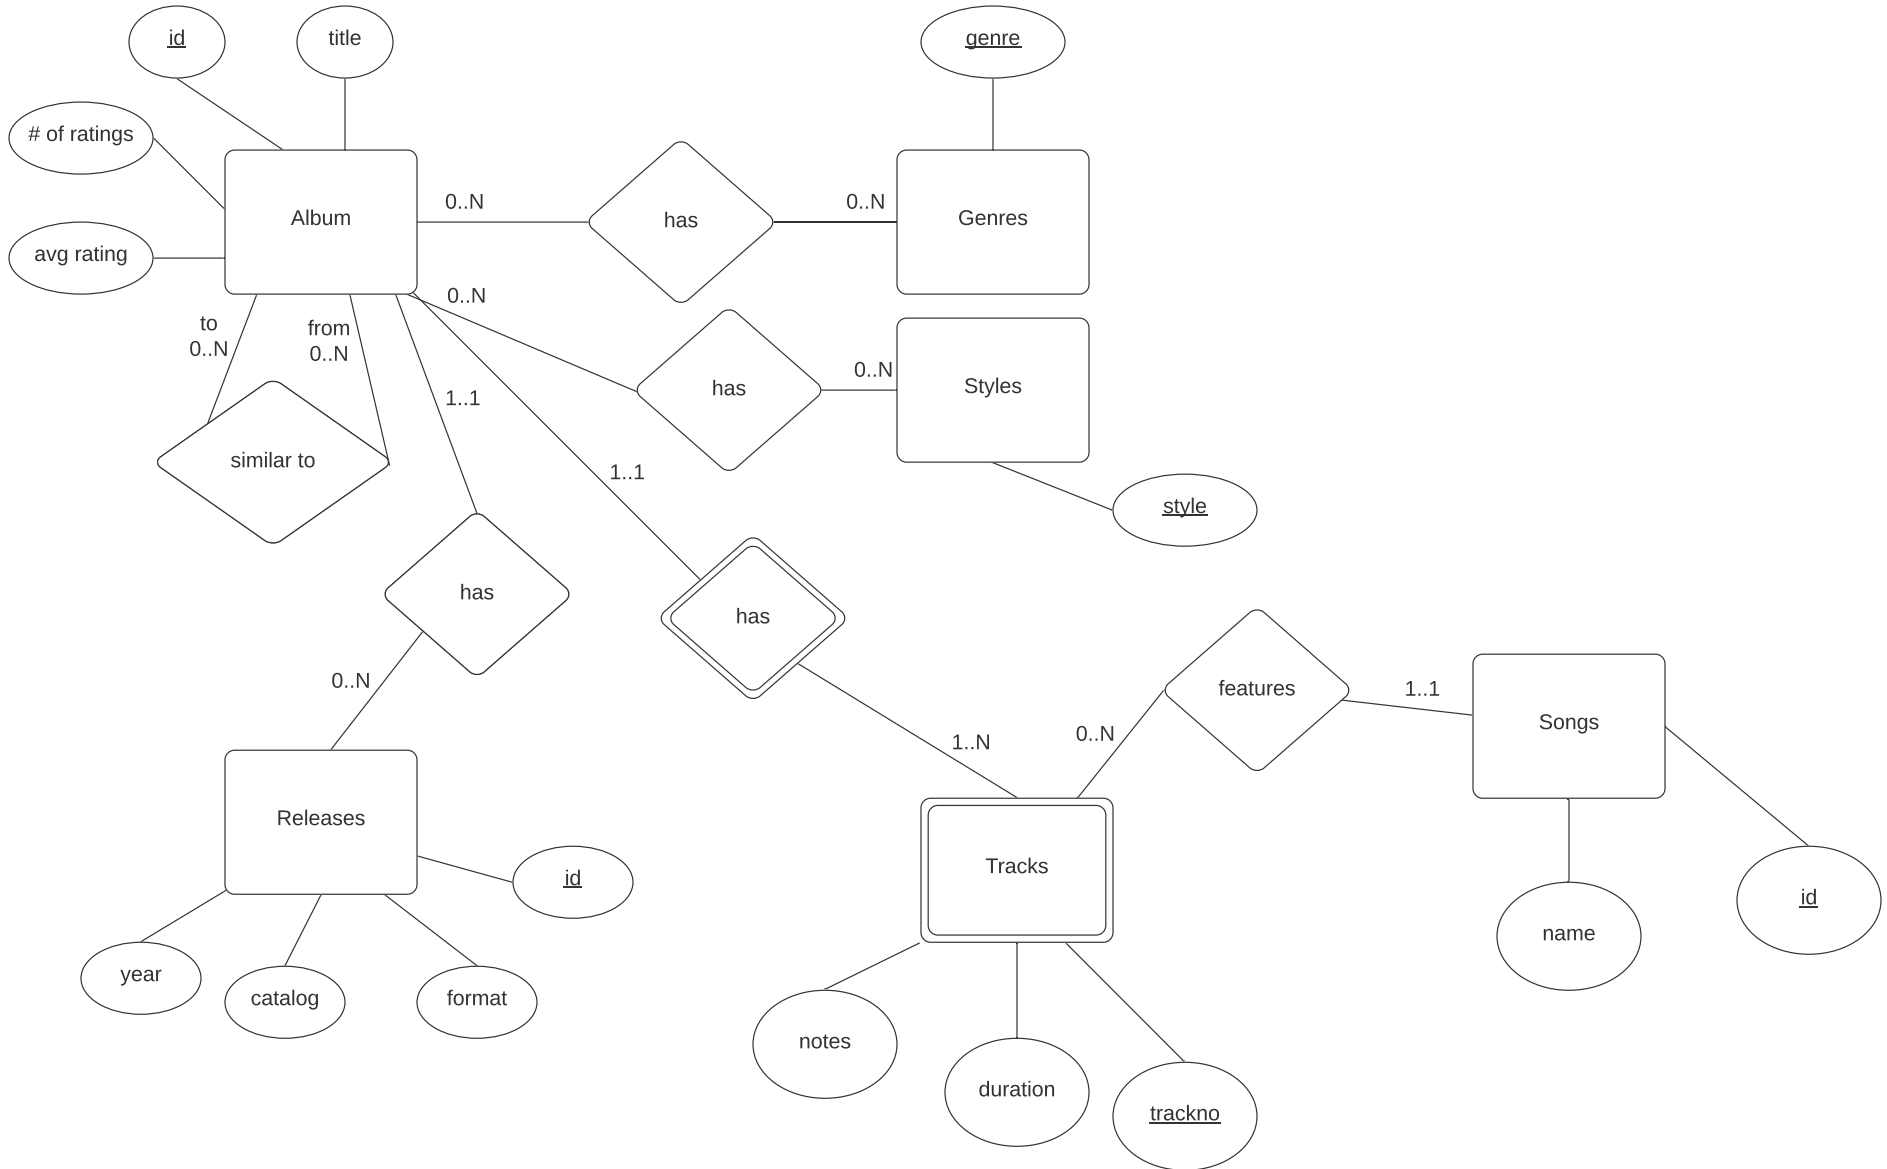 id
title
genre
# of ratings
0..N
0..N
Album
has
Genres
avg rating
0..N
to
from
0..N
0..N
0..N
has
Styles
1..1
similar to
1..1
style
has
has
0..N
features
1..1
Songs
0..N
1..N
Releases
Tracks
id
id
name
year
catalog
format
notes
duration
trackno